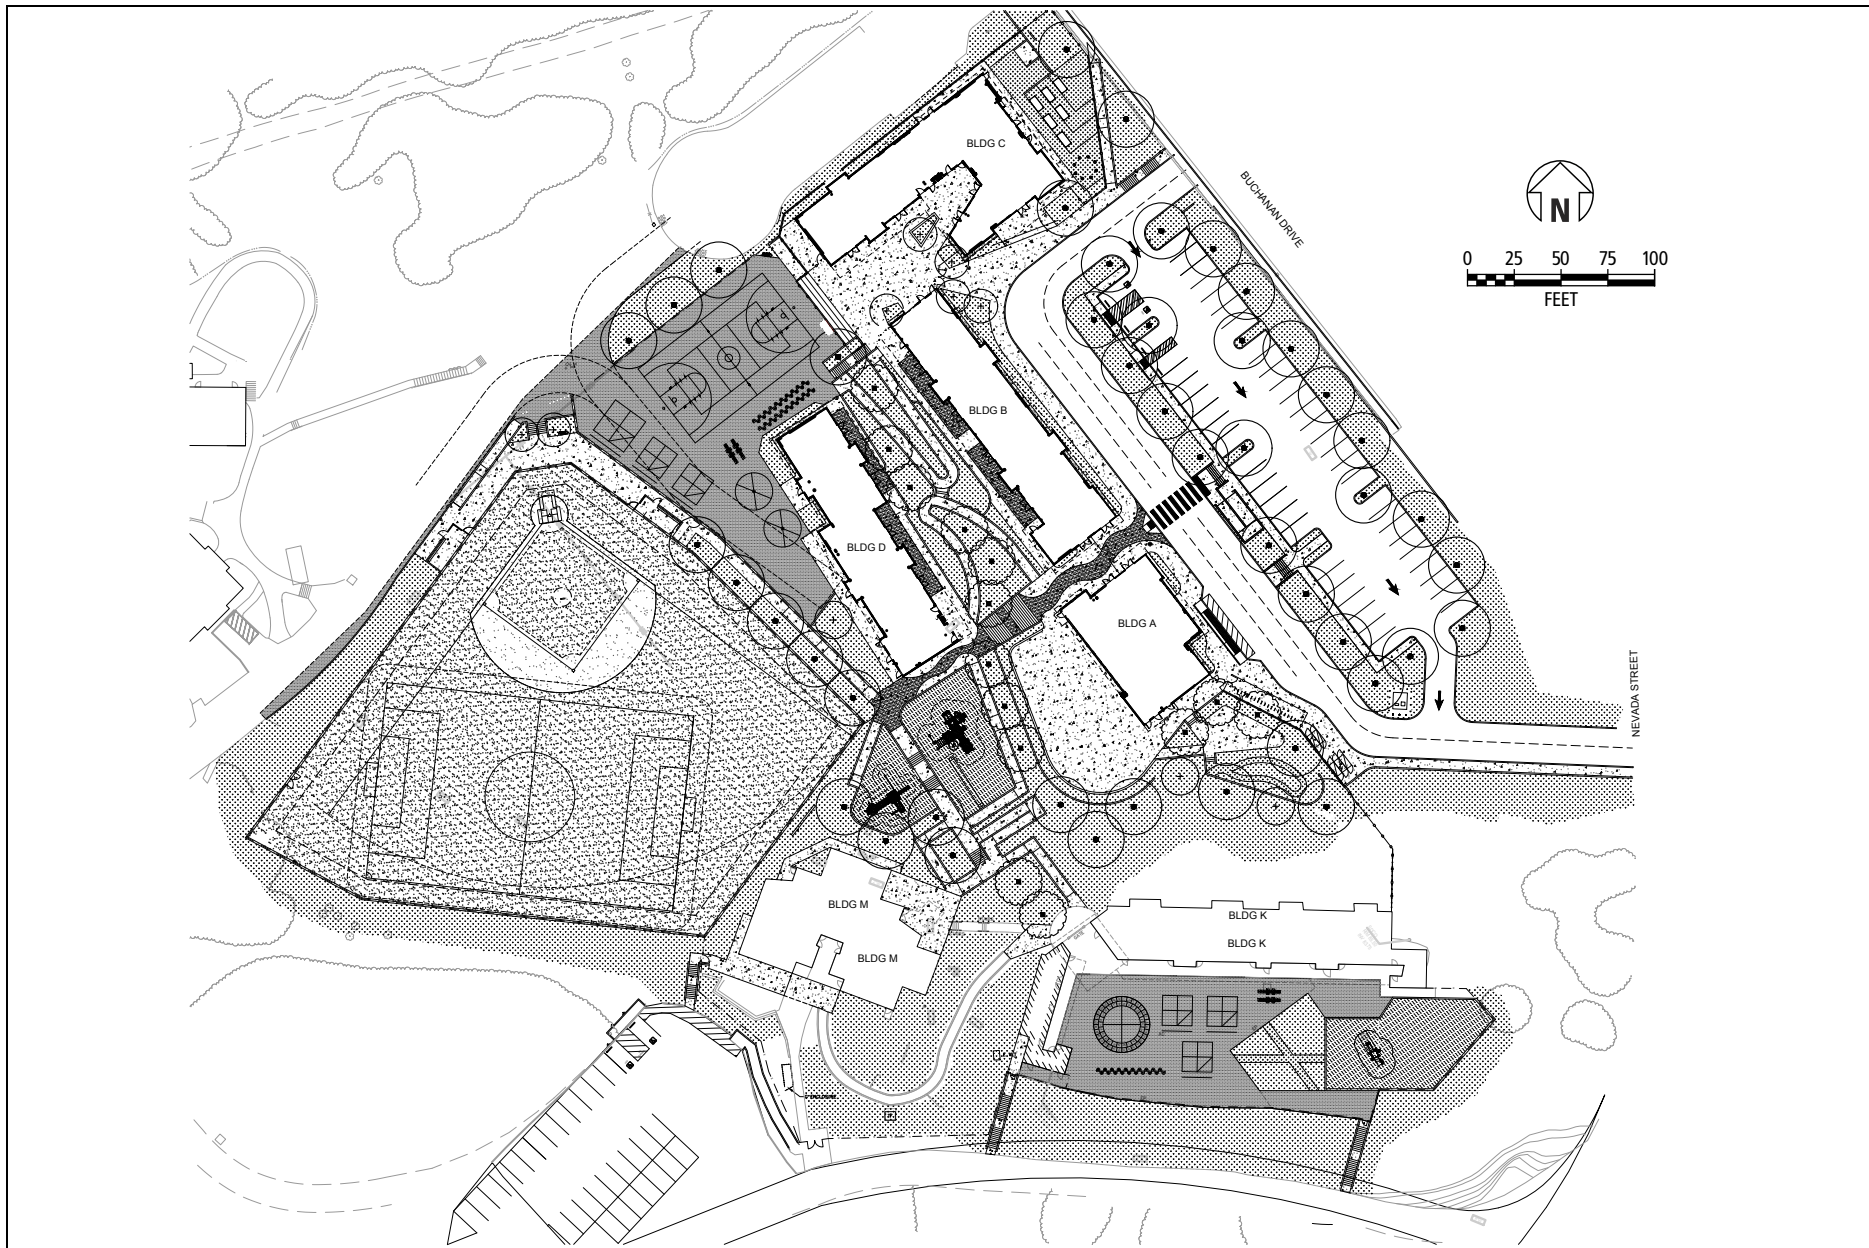 BLDG C
BUCHANAN DRIVE
N
0 25 50 75 100
FEET
BLDG B
BLDG D
BLDG A
NEVADA STREET
BLDG M
BLDG K
BLDG K
BLDG M